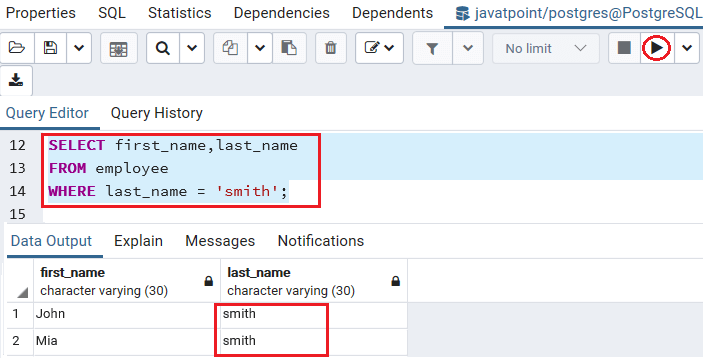 Properties SQL Statistics Dependencies Dependents javatpoint/postgres@PostgreSQL
No limit
Query Editor Query History
12 SELECT first_name,last_name
13 FROM employee
14 WHERE last_name = 'smith';
15
Data Output Explain Messages Notifications
first_name last_name
character varying (30) character varying (30)
1 John smith
2 Mia smith